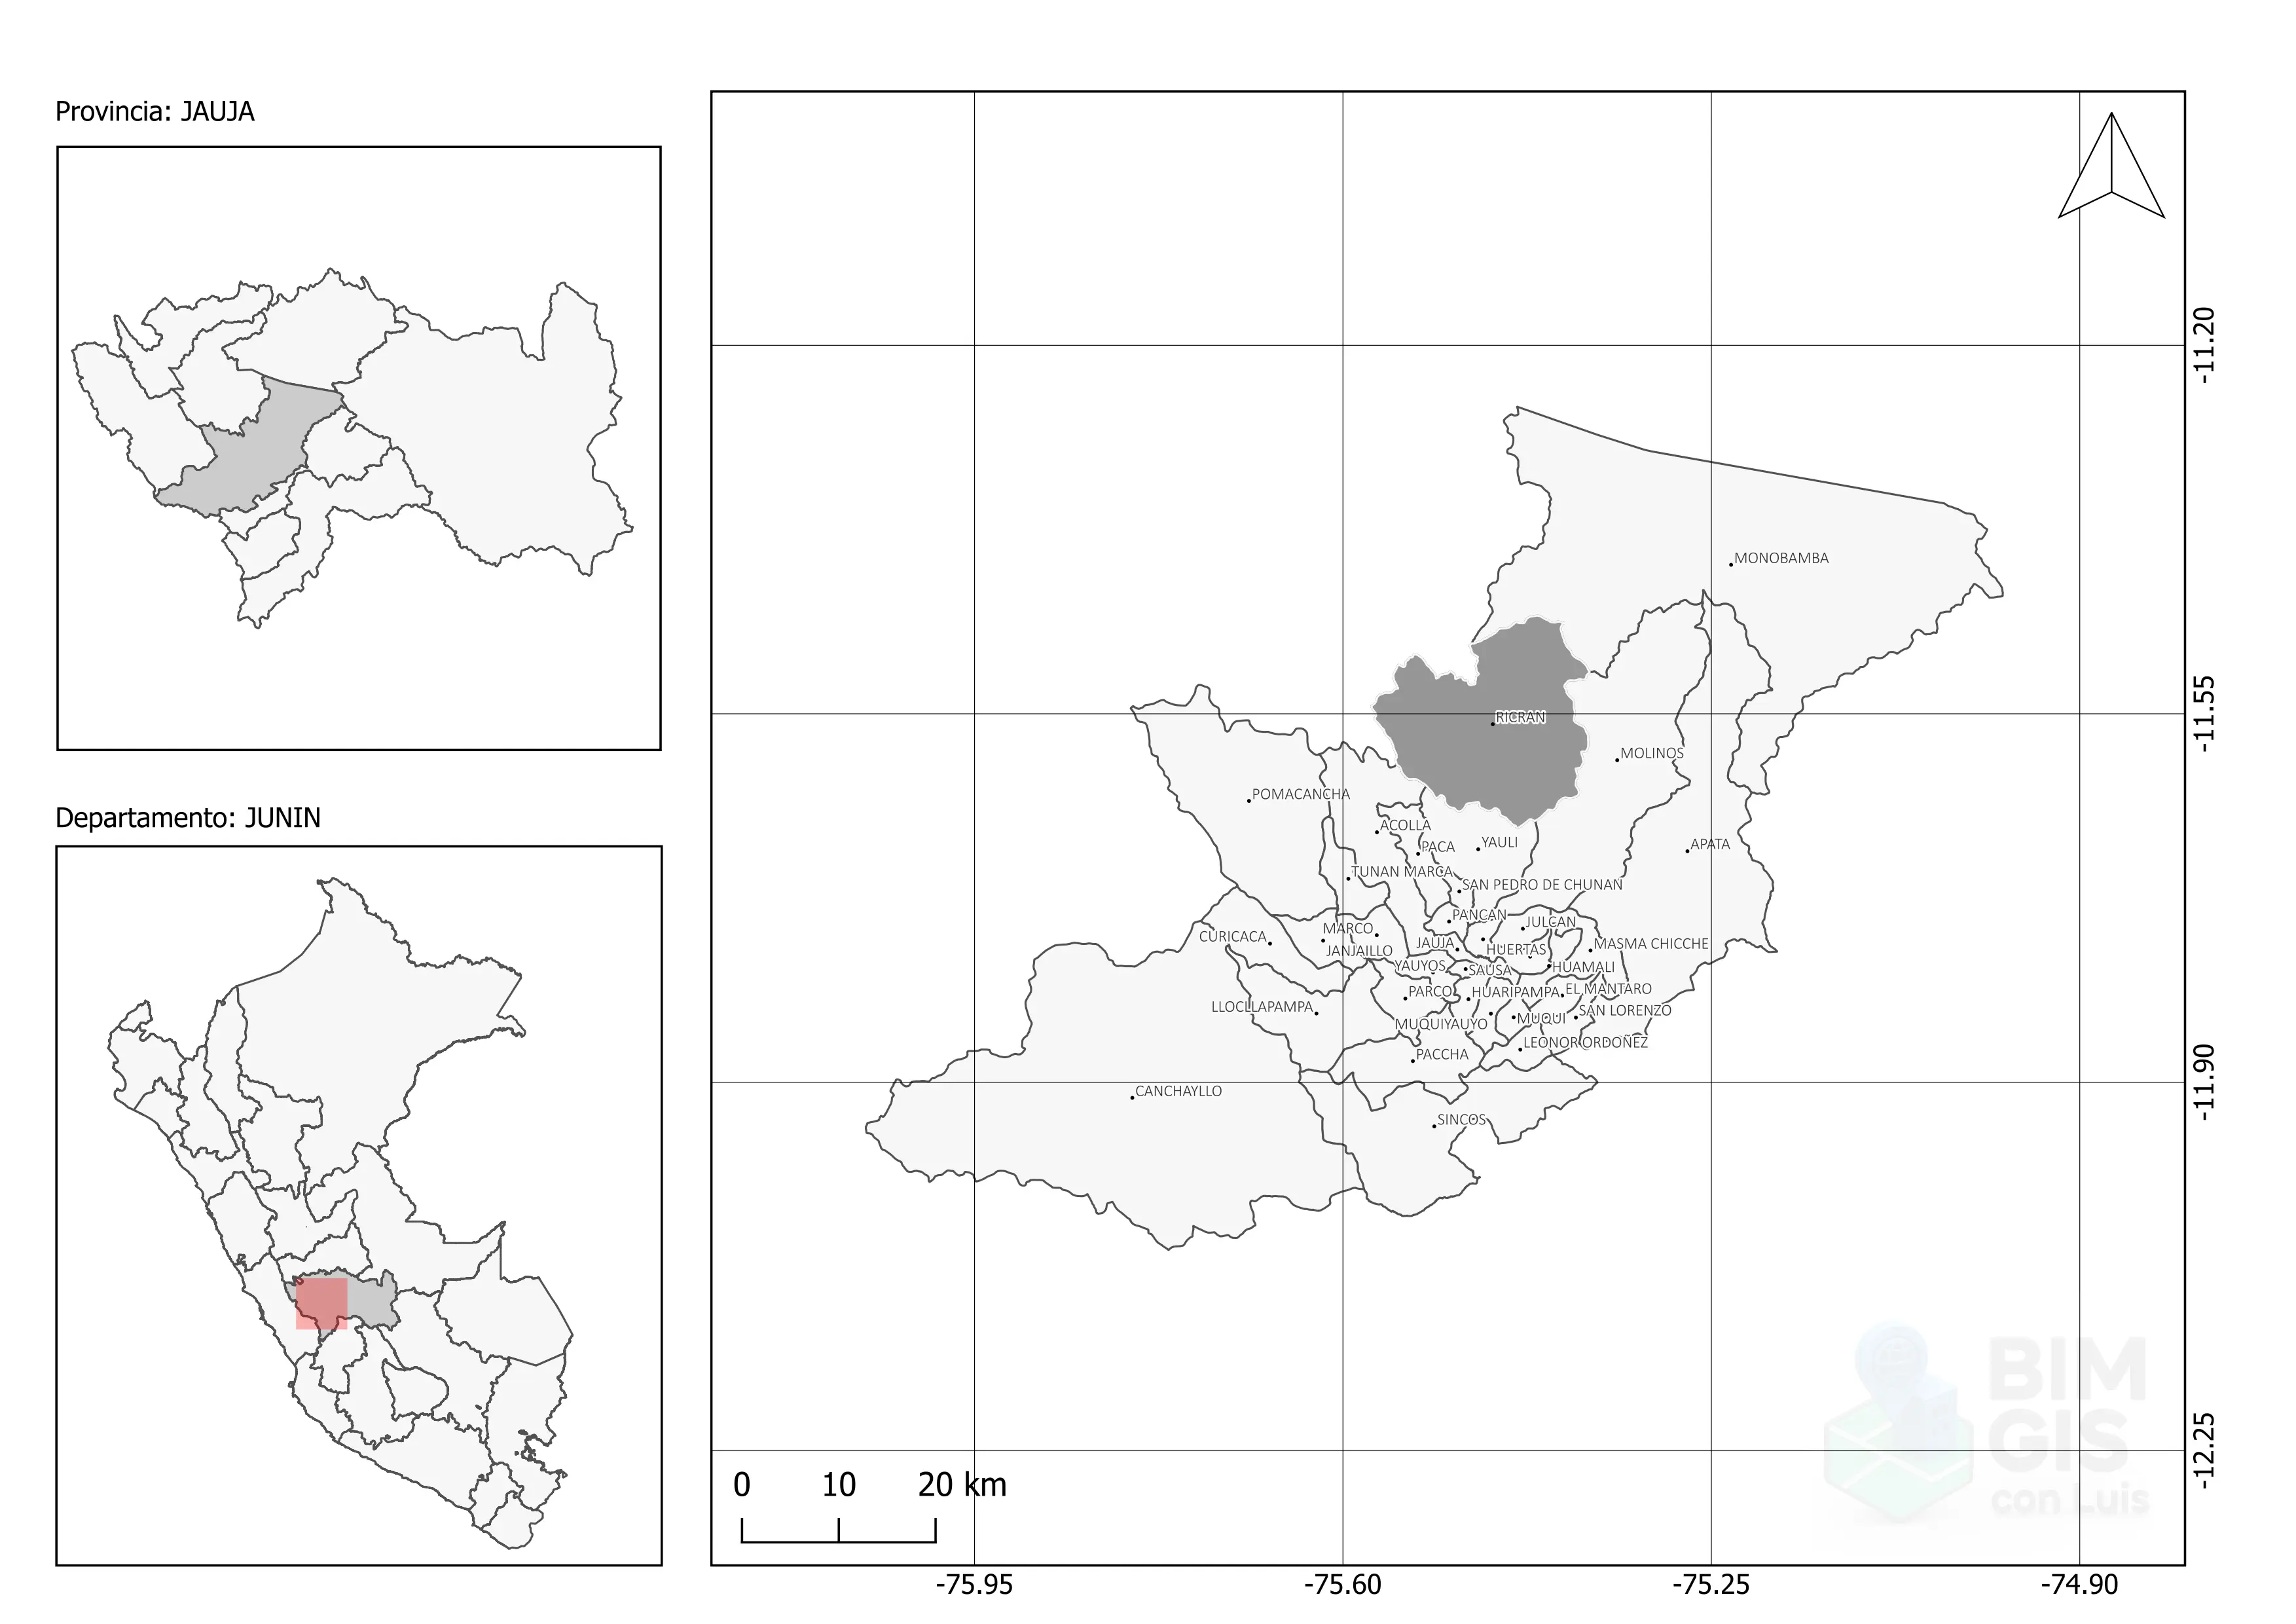 Provincia: JAUJA
Departamento: JUNIN
MONOBAMBA
RICRAN
MOLINOS
POMACANCHA
ACOLLA
PACA
YAULI
APATA
TUNAN MARCA
SAN PEDRO DE CHUNAN
PANCAN
JULCAN
MARCO
CURICACA
JAUJA
MASMA CHICCHE
JANJAILLO
HUERTAS
YAUYOS
SAUSA
HUAMALI
PARCO
HUARIPAMPA
EL MANTARO
LLOCLLAPAMPA
SAN LORENZO
MUQUIYAUYO
MUQUI
LEONOR ORDOÑEZ
PACCHA
CANCHAYLLO
SINCOS
0 10 20 km
-75.95 -75.60 -75.25 -74.90
-11.20
-11.55
-11.90
-12.25
BIM
GIS
con Luis